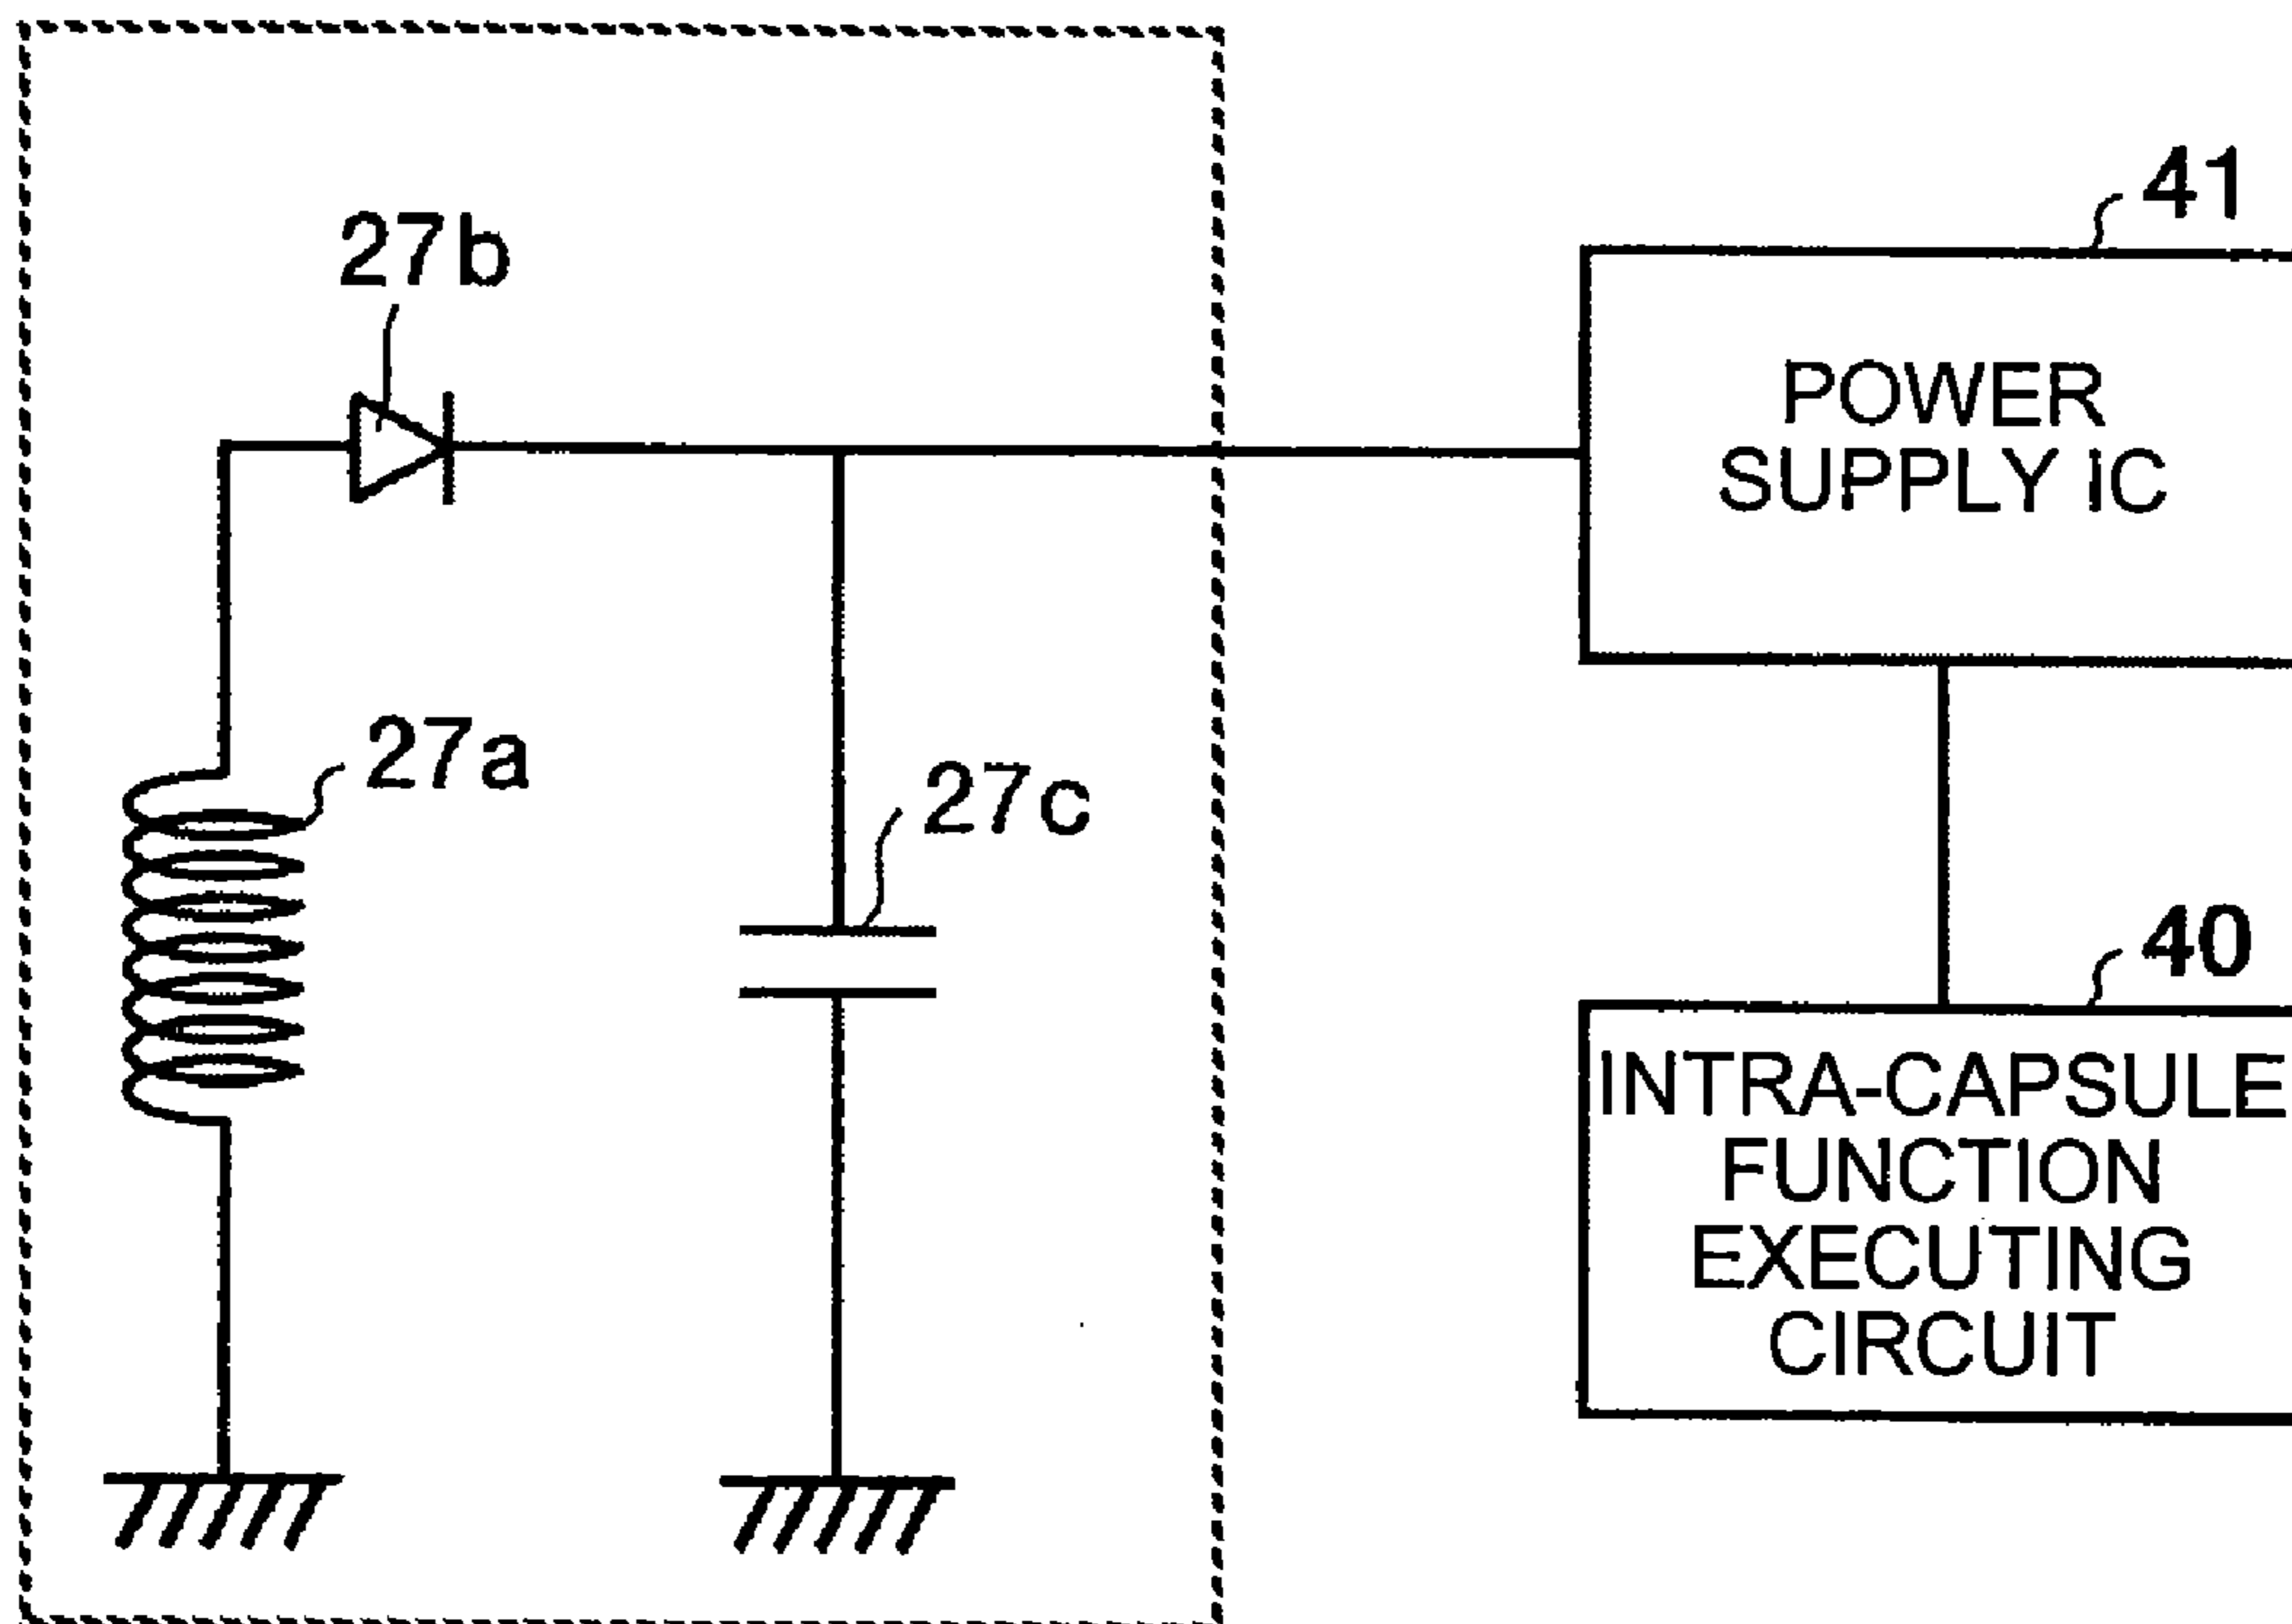 41
27b
POWER
SUPPLY IC
27a
27c
40
INTRA-CAPSULE
FUNCTION
EXECUTING
CIRCUIT